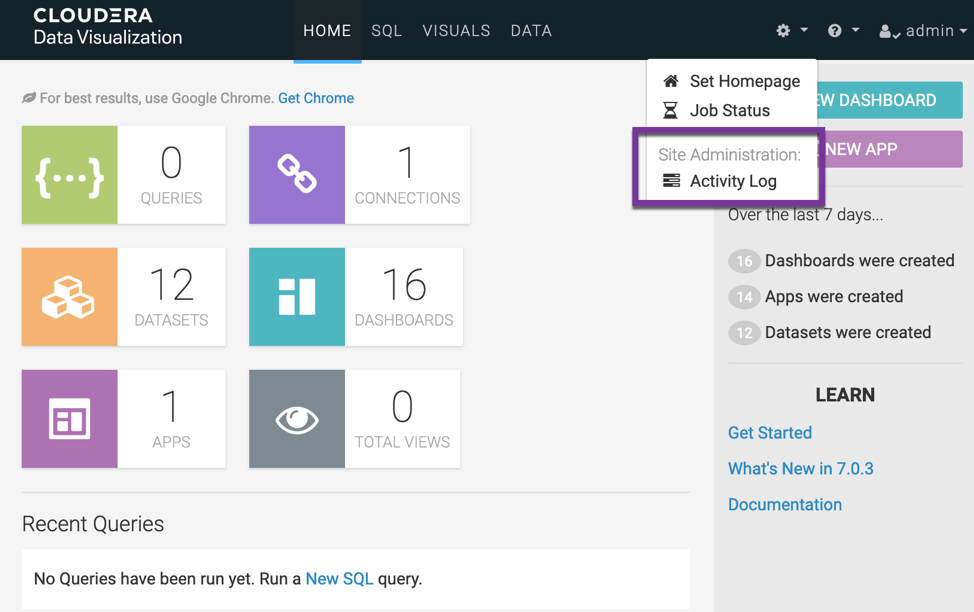 CLOUDERA
Data Visualization
HOME SQL VISUALS DATA
admin
For best results, use Google Chrome. Get Chrome
Set Homepage
Job Status
Site Administration:
Activity Log
DASHBOARD
NEW APP
0
QUERIES
1
CONNECTIONS
12
DATASETS
16
DASHBOARDS
1
APPS
0
TOTAL VIEWS
Over the last 7 days...
16 Dashboards were created
14 Apps were created
12 Datasets were created
LEARN
Get Started
What's New in 7.0.3
Documentation
Recent Queries
No Queries have been run yet. Run a New SQL query.